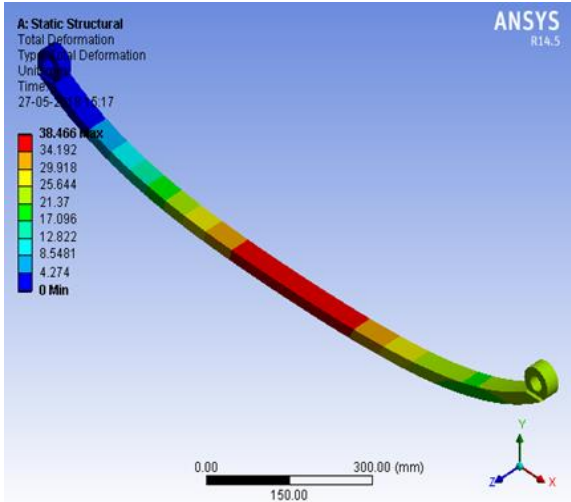 A: Static Structural
Total Deformation
Deformation
Time:
ANSYS
R14.5
38.466 Max
34.192
29.918
25.644
21.37
17.096
12.822
8.5481
4.274
0 Min
0.00
300.00 (mm)
150.00
Y
Z
X